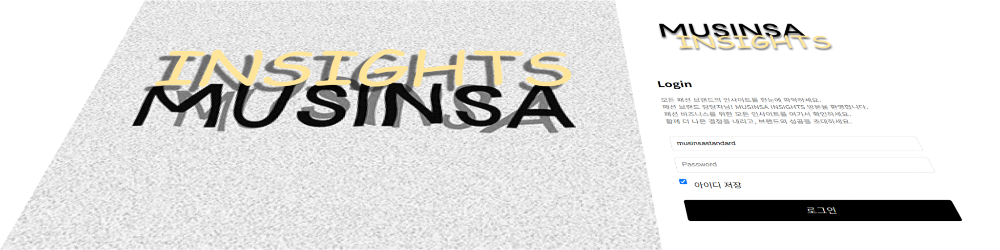 INSIGHTS
MUSINSA
MUSINSA
INSIGHTS
Login
모든 패션 브랜드의 인사이트를 한눈에 파악하세요.
패션 브랜드 담당자님! MUSINSA INSIGHTS 방문을 환영합니다.
패션 비즈니스를 위한 모든 인사이트를 여기서 확인하세요.
함께 더 나은 결정을 내리고, 브랜드의 성공을 초대하세요.
musinsastandard
Password
아이디 저장
로그인